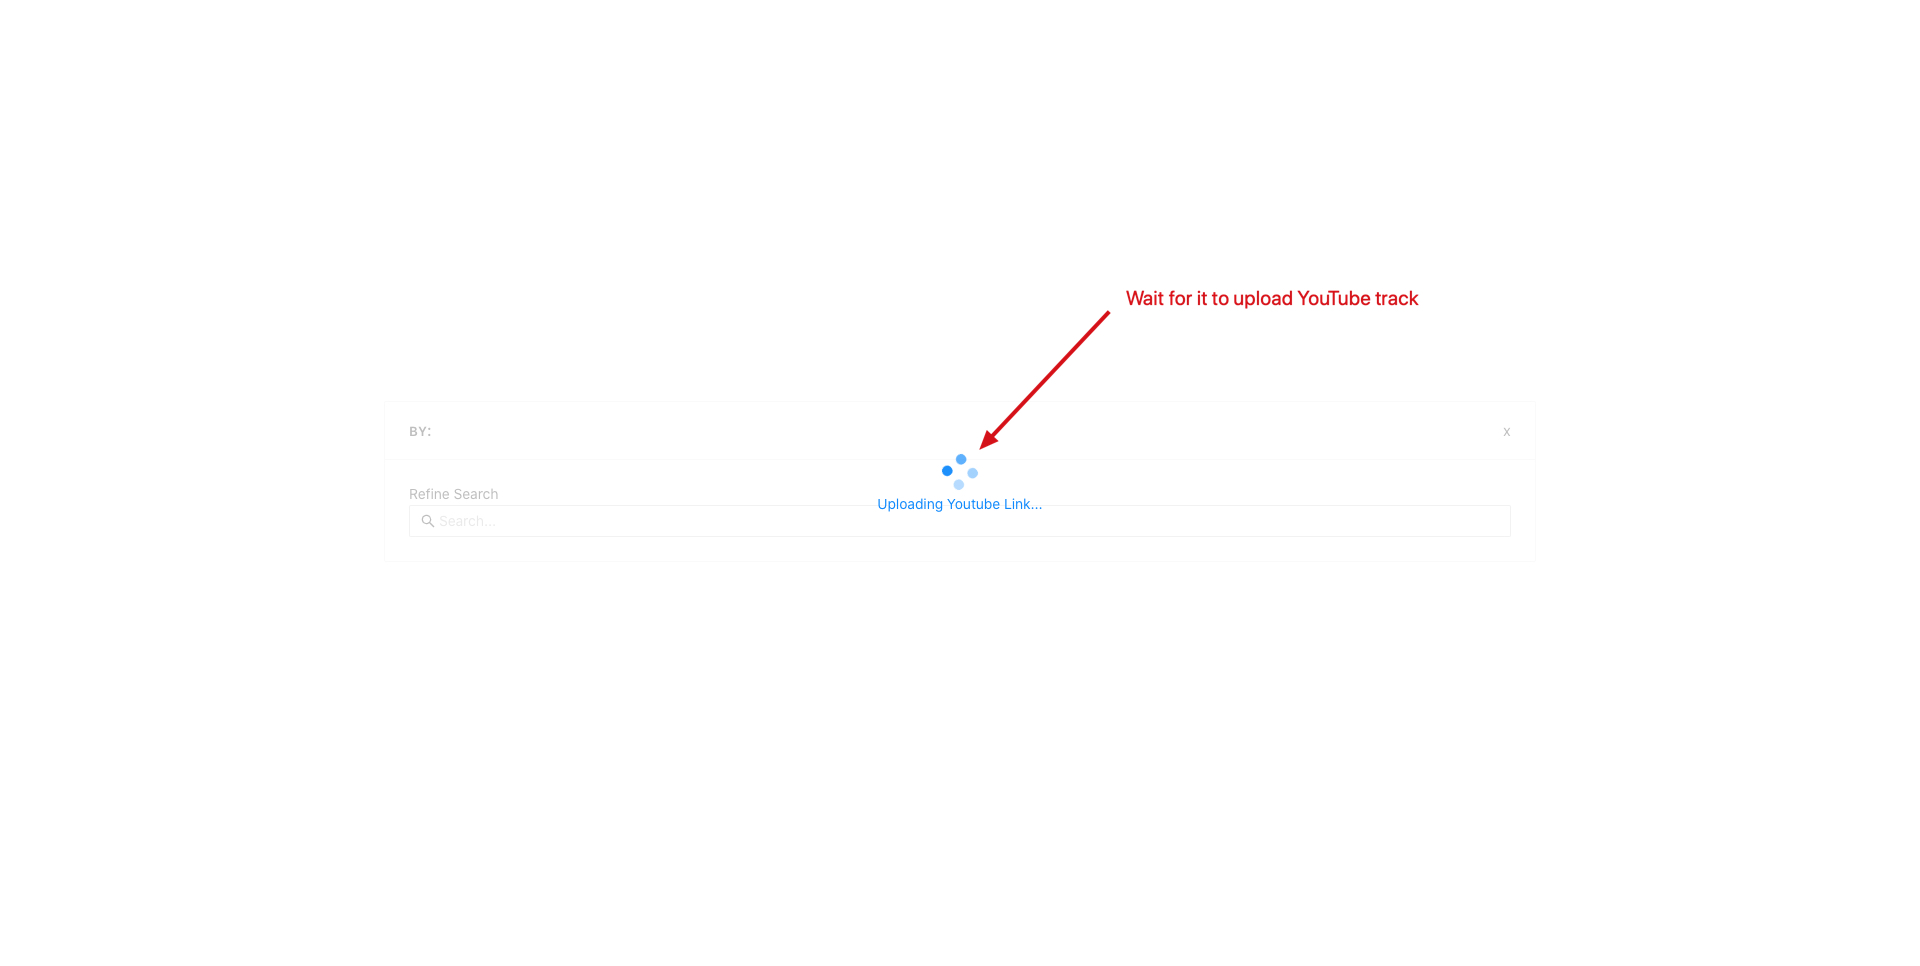 Wait for it to upload YouTube track
BY:
x
Refine Search
Uploading Youtube Link...
Search...